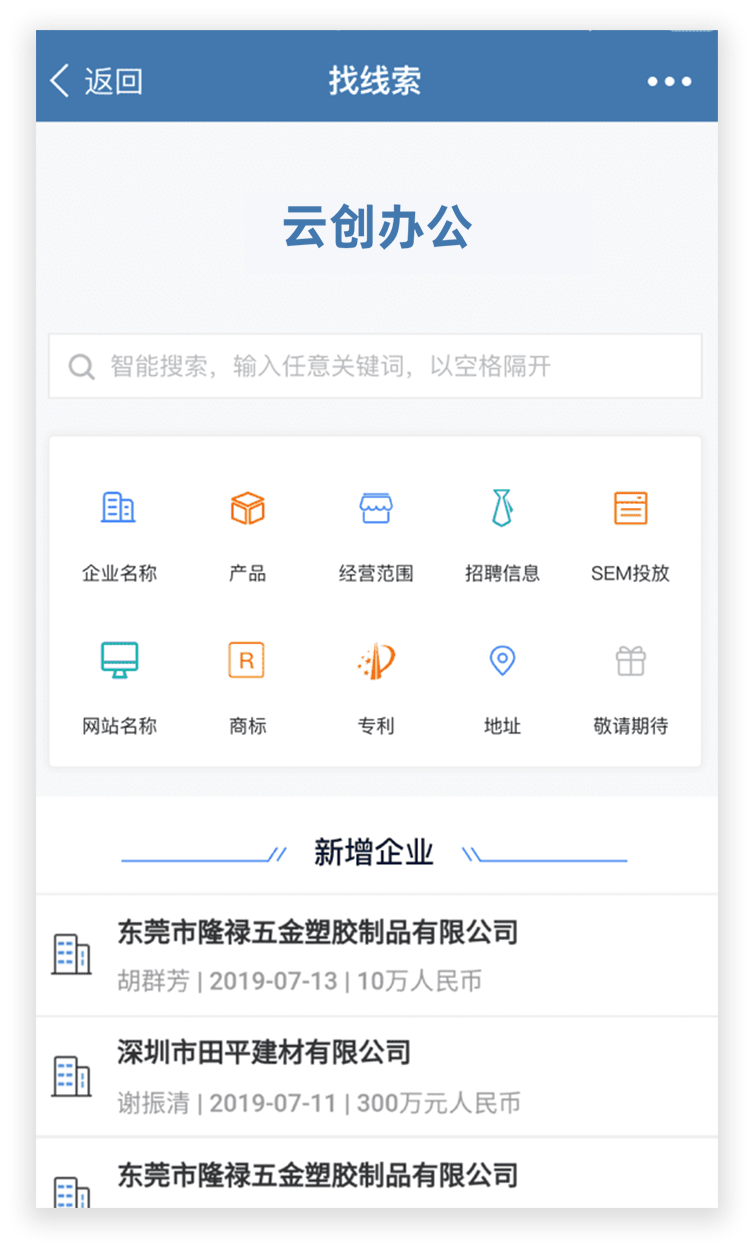 返回 找线索
云创办公
智能搜索，输入任意关键词，以空格隔开
企业名称 产品 经营范围 招聘信息 SEM投放
R
网站名称 商标 专利 地址 敬请期待
新增企业
东莞市隆禄五金塑胶制品有限公司
胡群芳 | 2019-07-13 | 10万人民币
深圳市田平建材有限公司
谢振清 | 2019-07-11 | 300万元人民币
东莞市隆禄五金塑胶制品有限公司